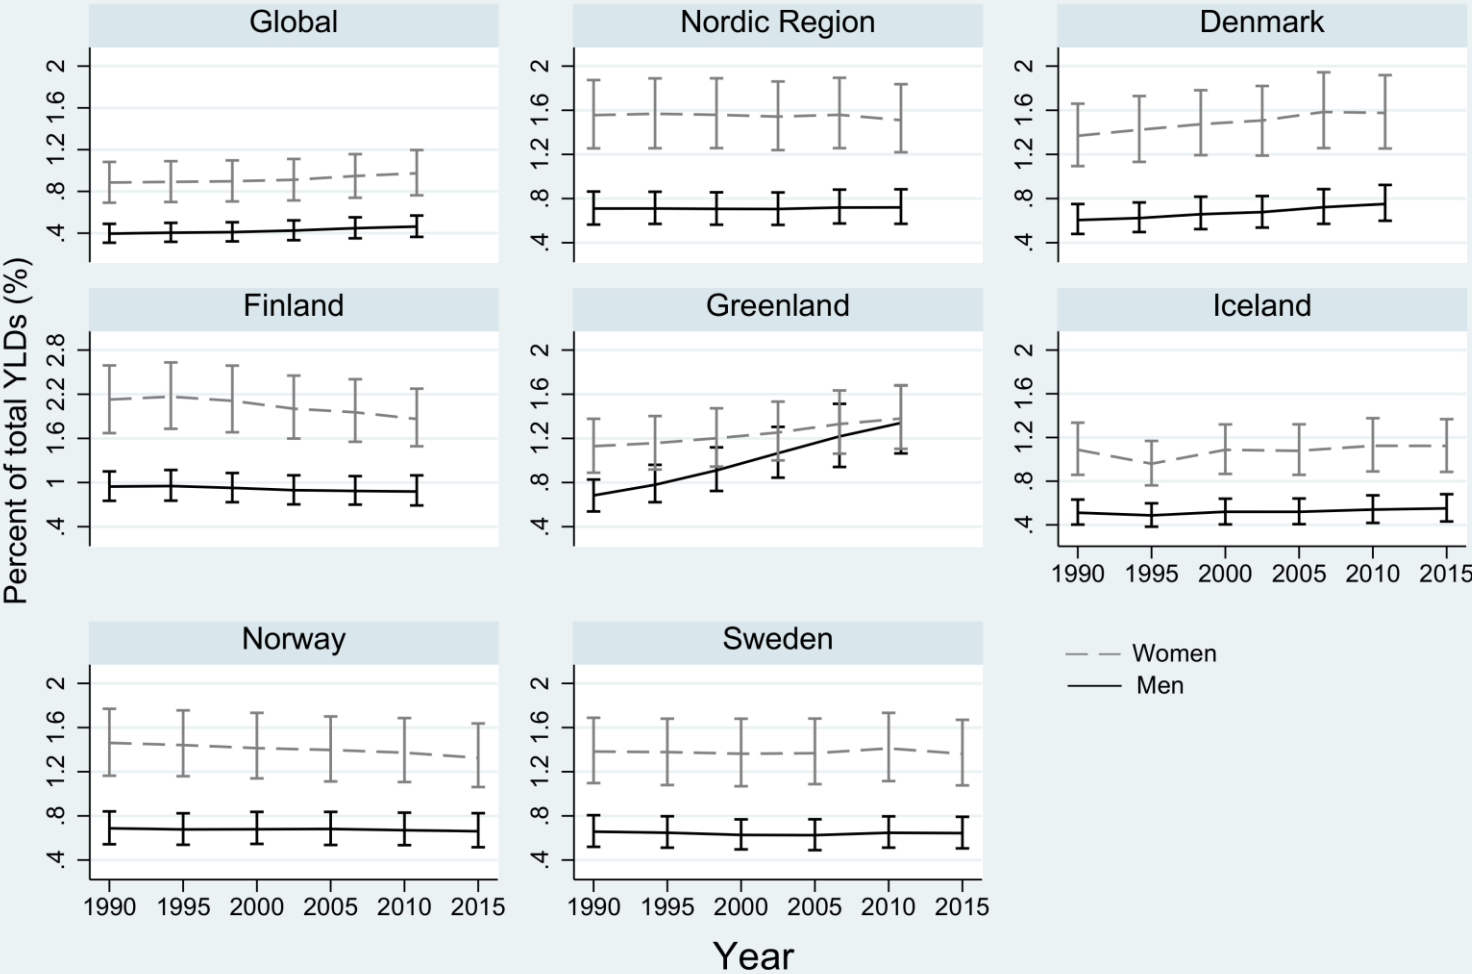 Global
Nordic Region
Denmark
2
1.6
1.2
.8
.4
2
1.6
1.2
.8
.4
2
1.6
1.2
.8
.4
Percent of total YLDs (%)
Finland
Greenland
Iceland
2.8
2.2
1.6
1
.4
2
1.6
1.2
.8
.4
2
1.6
1.2
.8
.4
1990 1995 2000 2005 2010 2015
Norway
Sweden
Women
Men
2
1.6
1.2
.8
.4
2
1.6
1.2
.8
.4
1990 1995 2000 2005 2010 2015
1990 1995 2000 2005 2010 2015
Year